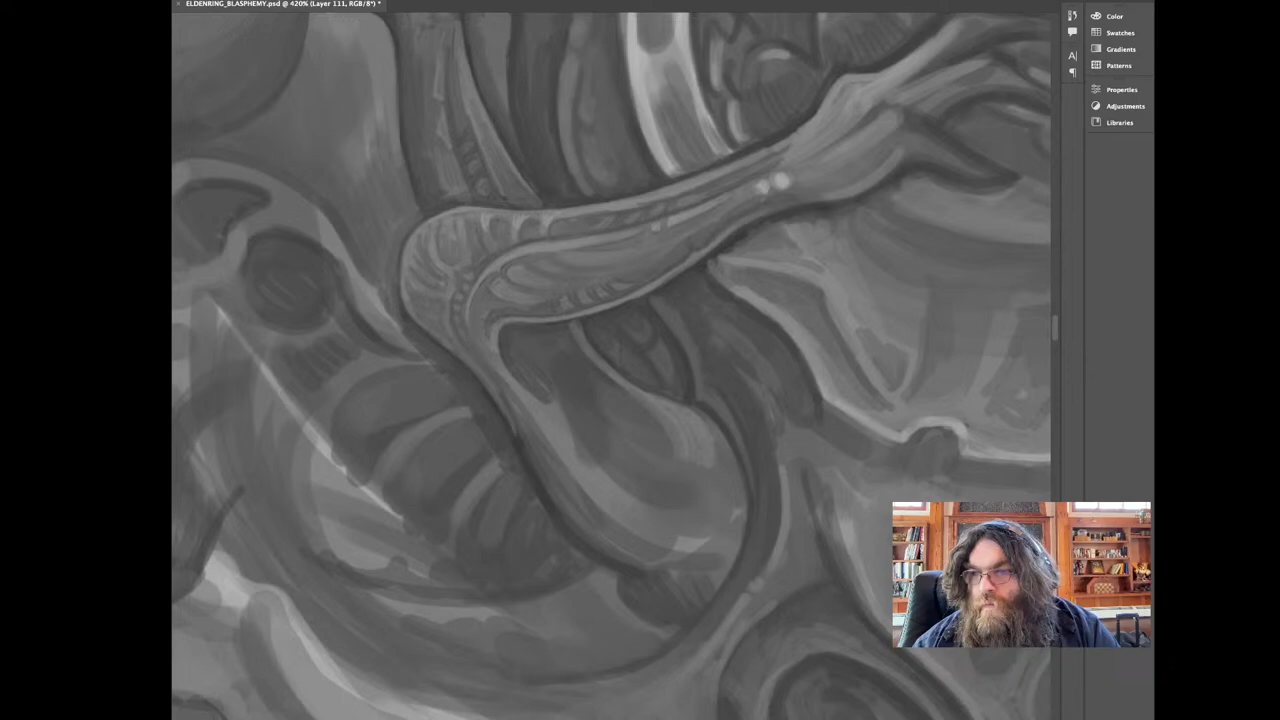 × ELDENRING_BLASPHEMY.psd @ 420% (Layer 111, RGB/8*) *
Color
Swatches
Gradients
A|
Patterns
¶
Properties
Adjustments
Libraries